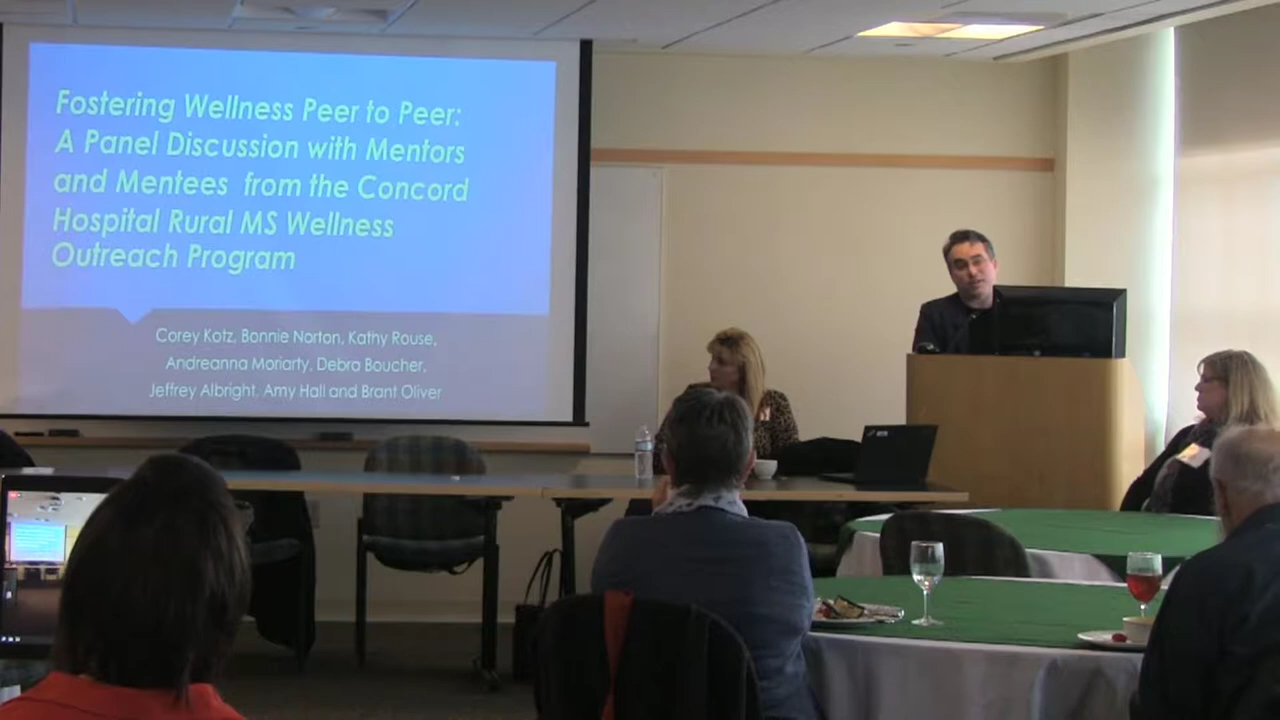 Fostering Wellness Peer to Peer:
A Panel Discussion with Mentors
and Mentees from the Concord
Hospital Rural MS Wellness
Outreach Program
Corey Kotz, Bonnie Norton, Kathy Rouse,
Andreanna Moriarty, Debra Boucher,
Jeffrey Albright, Amy Hall and Brant Oliver